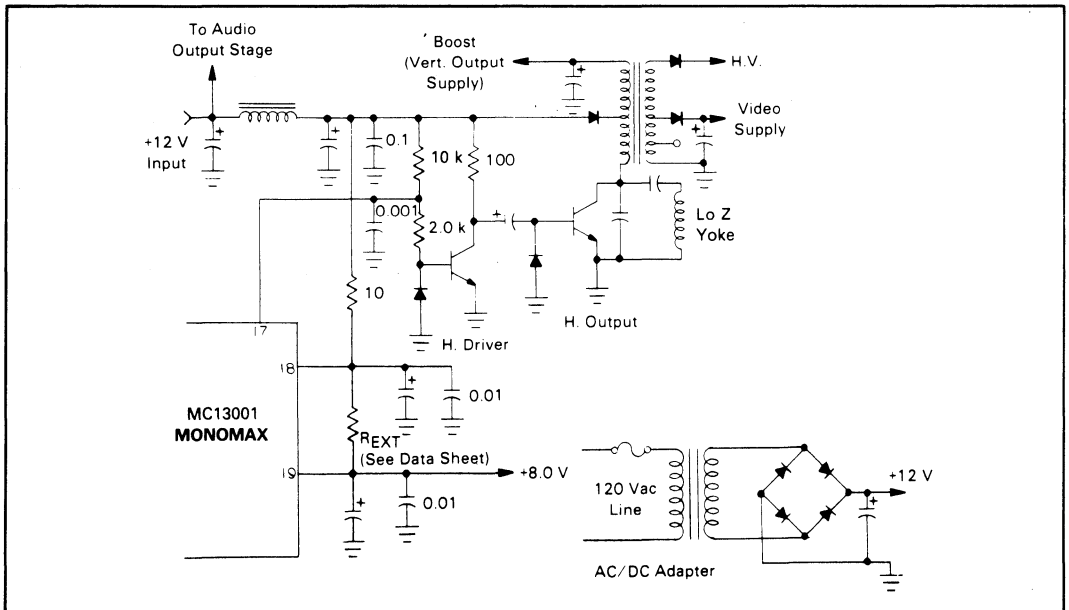 To Audio
Output Stage
Boost
(Vert. Output
Supply)
H.V.
Video
Supply
+12 V
Input
+
+
+
+
0.1
10 k
100
0.001
2.0 k
+
Lo Z
Yoke
10
H. Driver
H. Output
17
18
+
0.01
MC13001
MONOMAX
REXT
(See Data Sheet)
19
+8.0 V
+
0.01
120 Vac
Line
+12 V
+
AC/DC Adapter